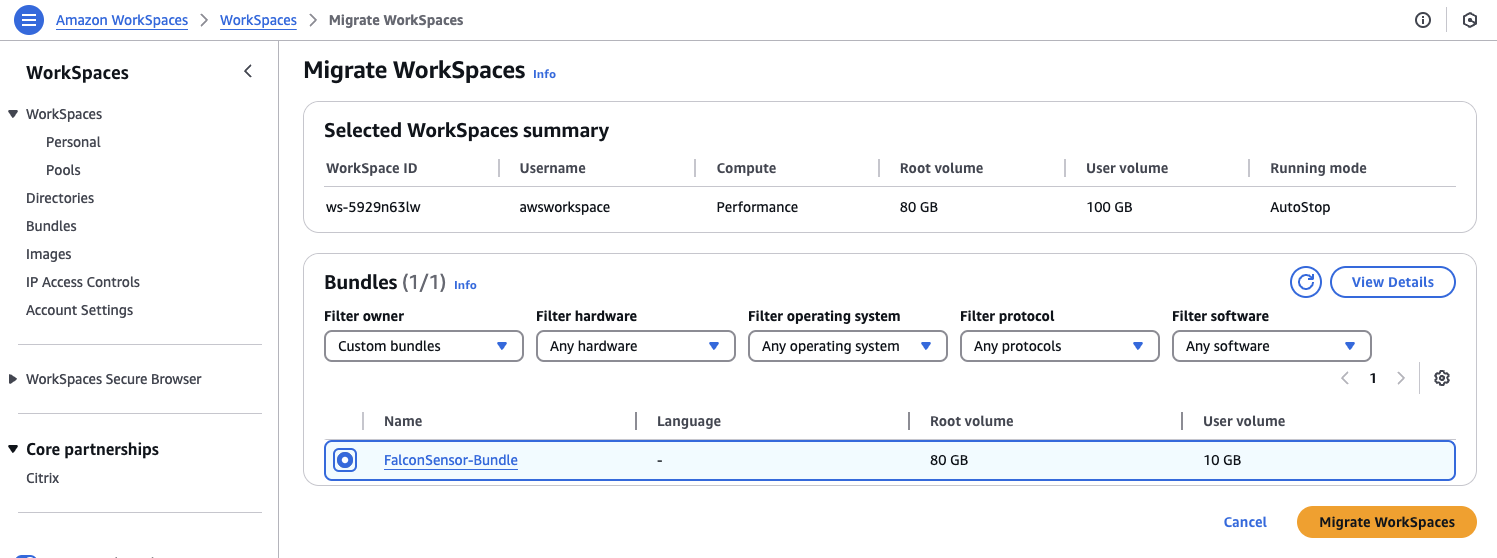 Amazon WorkSpaces > WorkSpaces > Migrate WorkSpaces
WorkSpaces
WorkSpaces
Personal
Pools
Directories
Bundles
Images
IP Access Controls
Account Settings
WorkSpaces Secure Browser
Core partnerships
Citrix
Migrate WorkSpaces Info
Selected WorkSpaces summary
WorkSpace ID Username Compute Root volume User volume Running mode
ws-5929n63lw awsworkspace Performance 80 GB 100 GB AutoStop
Bundles (1/1) Info View Details
Filter owner Filter hardware Filter operating system Filter protocol Filter software
Custom bundles Any hardware Any operating system Any protocols Any software
1
Name Language Root volume User volume
FalconSensor-Bundle - 80 GB 10 GB
Cancel Migrate WorkSpaces